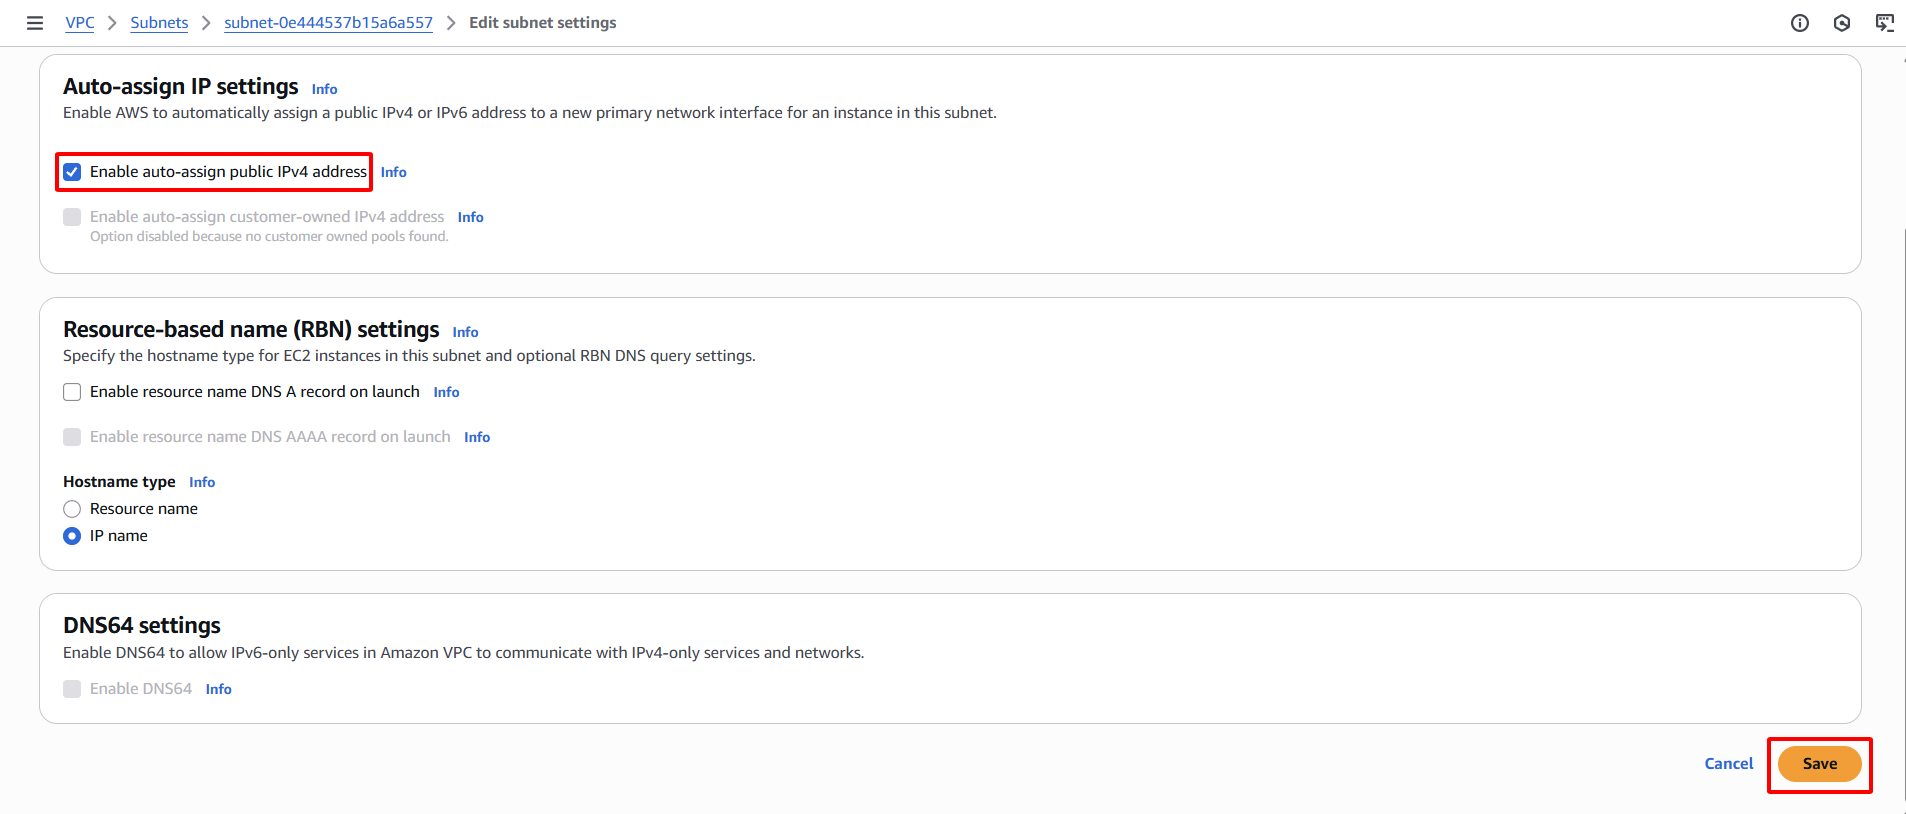 VPC > Subnets > subnet-0e444537b15a6a557 > Edit subnet settings
Auto-assign IP settings Info
Enable AWS to automatically assign a public IPv4 or IPv6 address to a new primary network interface for an instance in this subnet.
Enable auto-assign public IPv4 address Info
Enable auto-assign customer-owned IPv4 address Info
Option disabled because no customer owned pools found.
Resource-based name (RBN) settings Info
Specify the hostname type for EC2 instances in this subnet and optional RBN DNS query settings.
Enable resource name DNS A record on launch Info
Enable resource name DNS AAAA record on launch Info
Hostname type Info
Resource name
IP name
DNS64 settings
Enable DNS64 to allow IPv6-only services in Amazon VPC to communicate with IPv4-only services and networks.
Enable DNS64 Info
Cancel Save